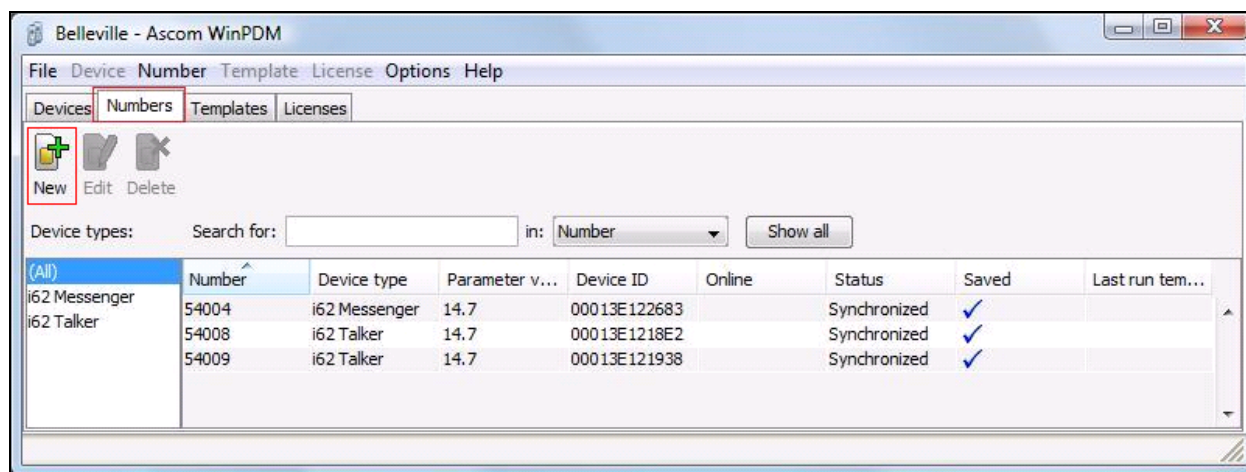 Belleville - Ascom WinPDM
File Device Number Template License Options Help
Devices Numbers Templates Licenses
New Edit Delete
Device types: Search for: in: Number Show all
(All)
i62 Messenger
i62 Talker
Number Device type Parameter v... Device ID Online Status Saved Last run tem...
54004 i62 Messenger 14.7 00013E122683 Synchronized
54008 i62 Talker 14.7 00013E1218E2 Synchronized
54009 i62 Talker 14.7 00013E121938 Synchronized